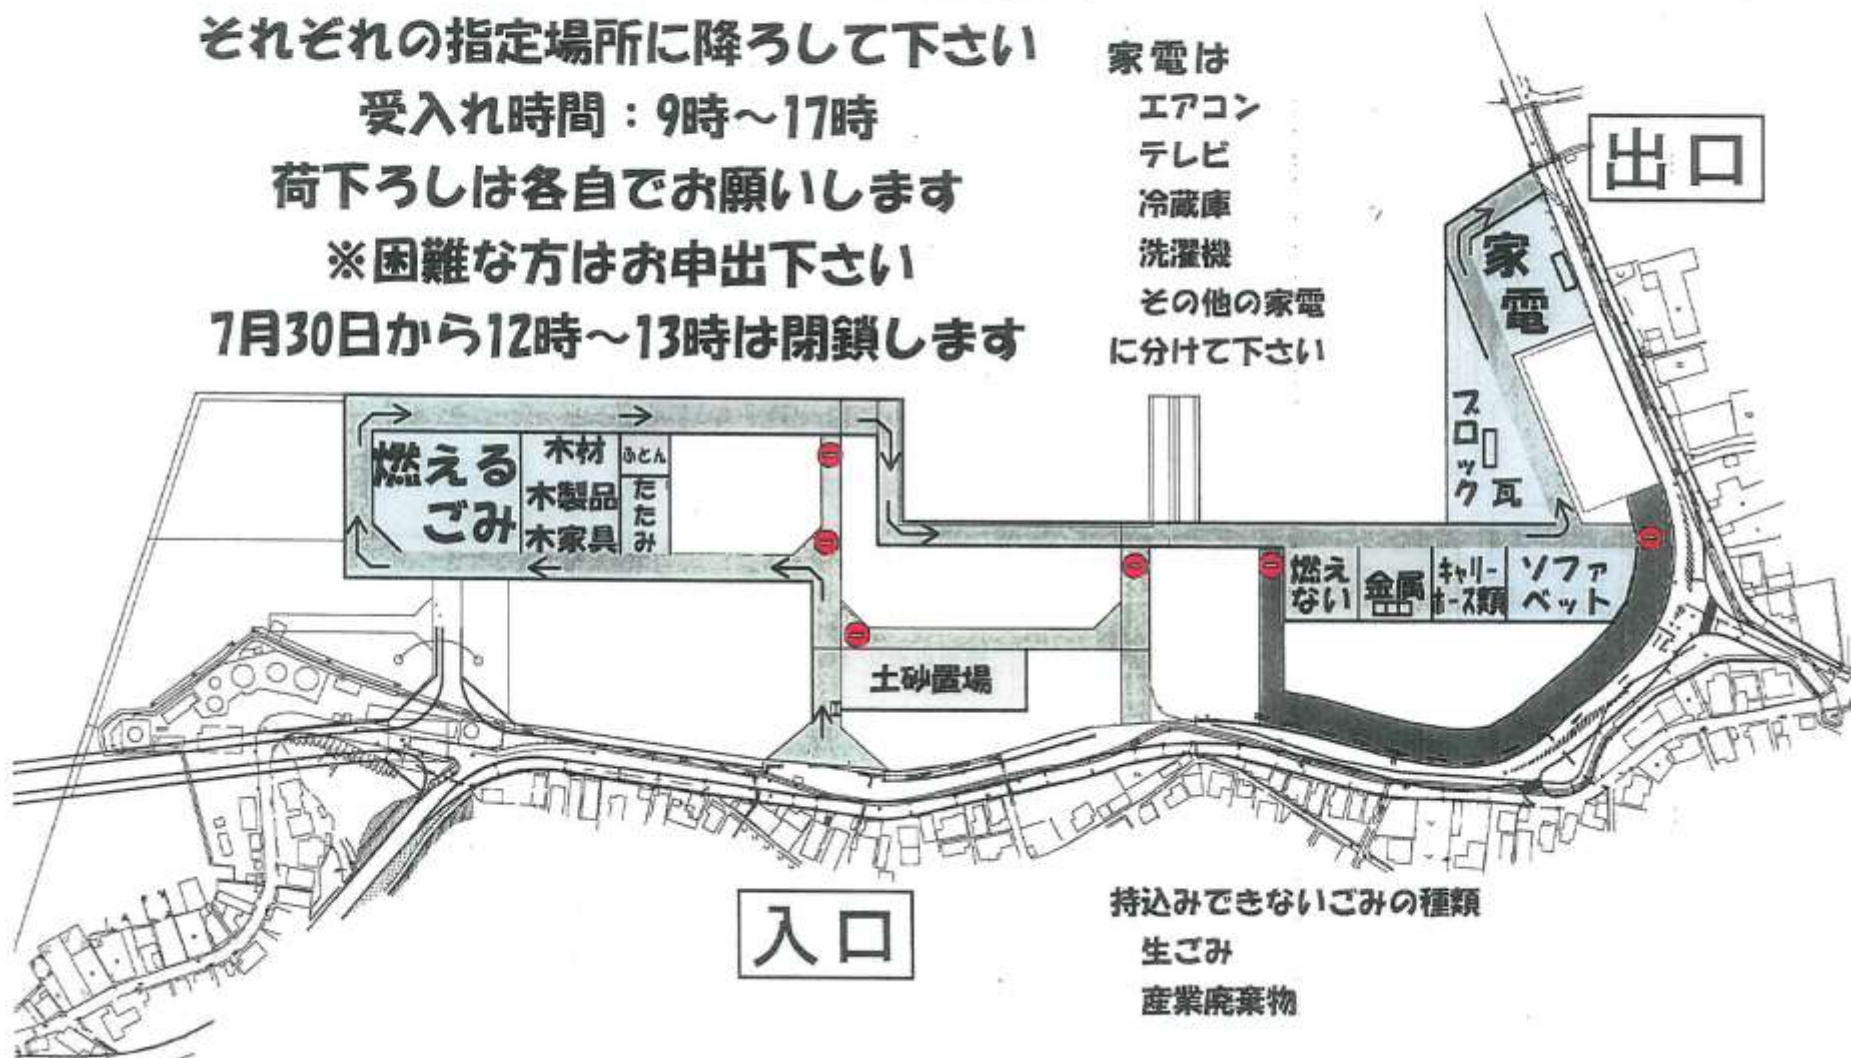 それぞれの指定場所に降ろして下さい
受入れ時間：9時～17時
荷下ろしは各自でお願いします
※困難な方はお申出下さい
7月30日から12時～13時は閉鎖します
家電は
エアコン
テレビ
冷蔵庫
洗濯機
その他の家電
に分けて下さい
出口
家電
ブロック
瓦
燃える
ごみ
木材
木製品
木家具
ふとん
たたみ
燃え
ない
金属
キャリー
ホース類
ソファ
ベット
土砂置場
入口
持込みできないごみの種類
生ごみ
産業廃棄物